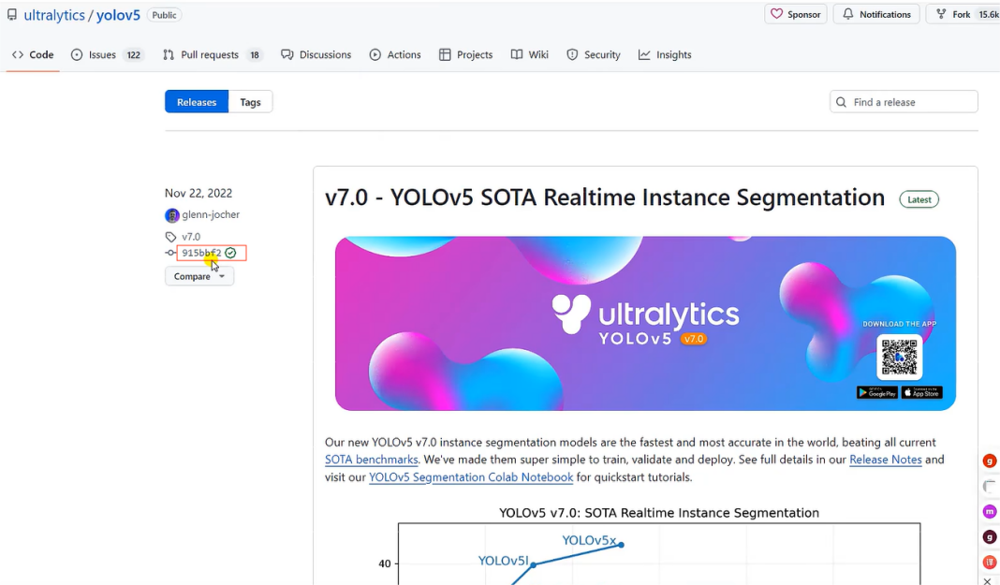 ultralytics / yolov5 Public
Sponsor Notifications Fork 15.6k
Code Issues 122 Pull requests 18 Discussions Actions Projects Wiki Security Insights
Releases Tags
Find a release
Nov 22, 2022
glenn-jocher
v7.0
915bbf2
Compare
v7.0 - YOLOv5 SOTA Realtime Instance Segmentation Latest
ultralytics
YOLOv5 v7.0
DOWNLOAD THE APP
Google Play App Store
Our new YOLOv5 v7.0 instance segmentation models are the fastest and most accurate in the world, beating all current
SOTA benchmarks. We've made them super simple to train, validate and deploy. See full details in our Release Notes and
visit our YOLOv5 Segmentation Colab Notebook for quickstart tutorials.
YOLOv5 v7.0: SOTA Realtime Instance Segmentation
YOLOv5x
YOLOv5l
40
g
m
g